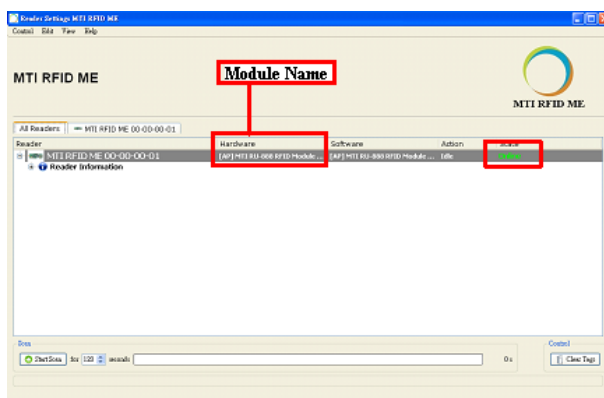 Reader Settings MTI RFID ME
Control Edit View Help
MTI RFID ME
Module Name
MTI RFID ME
All Readers MTI RFID ME 00-00-00-01
Reader Hardware Software Action State
MTI RFID ME 00-00-00-01 [AP] MTI RU-888 RFID Module ... [AP] MTI RU-888 RFID Module ... Idle
Reader Information
Scan Control
Start Scan for 120 seconds 0 s Clear Tags